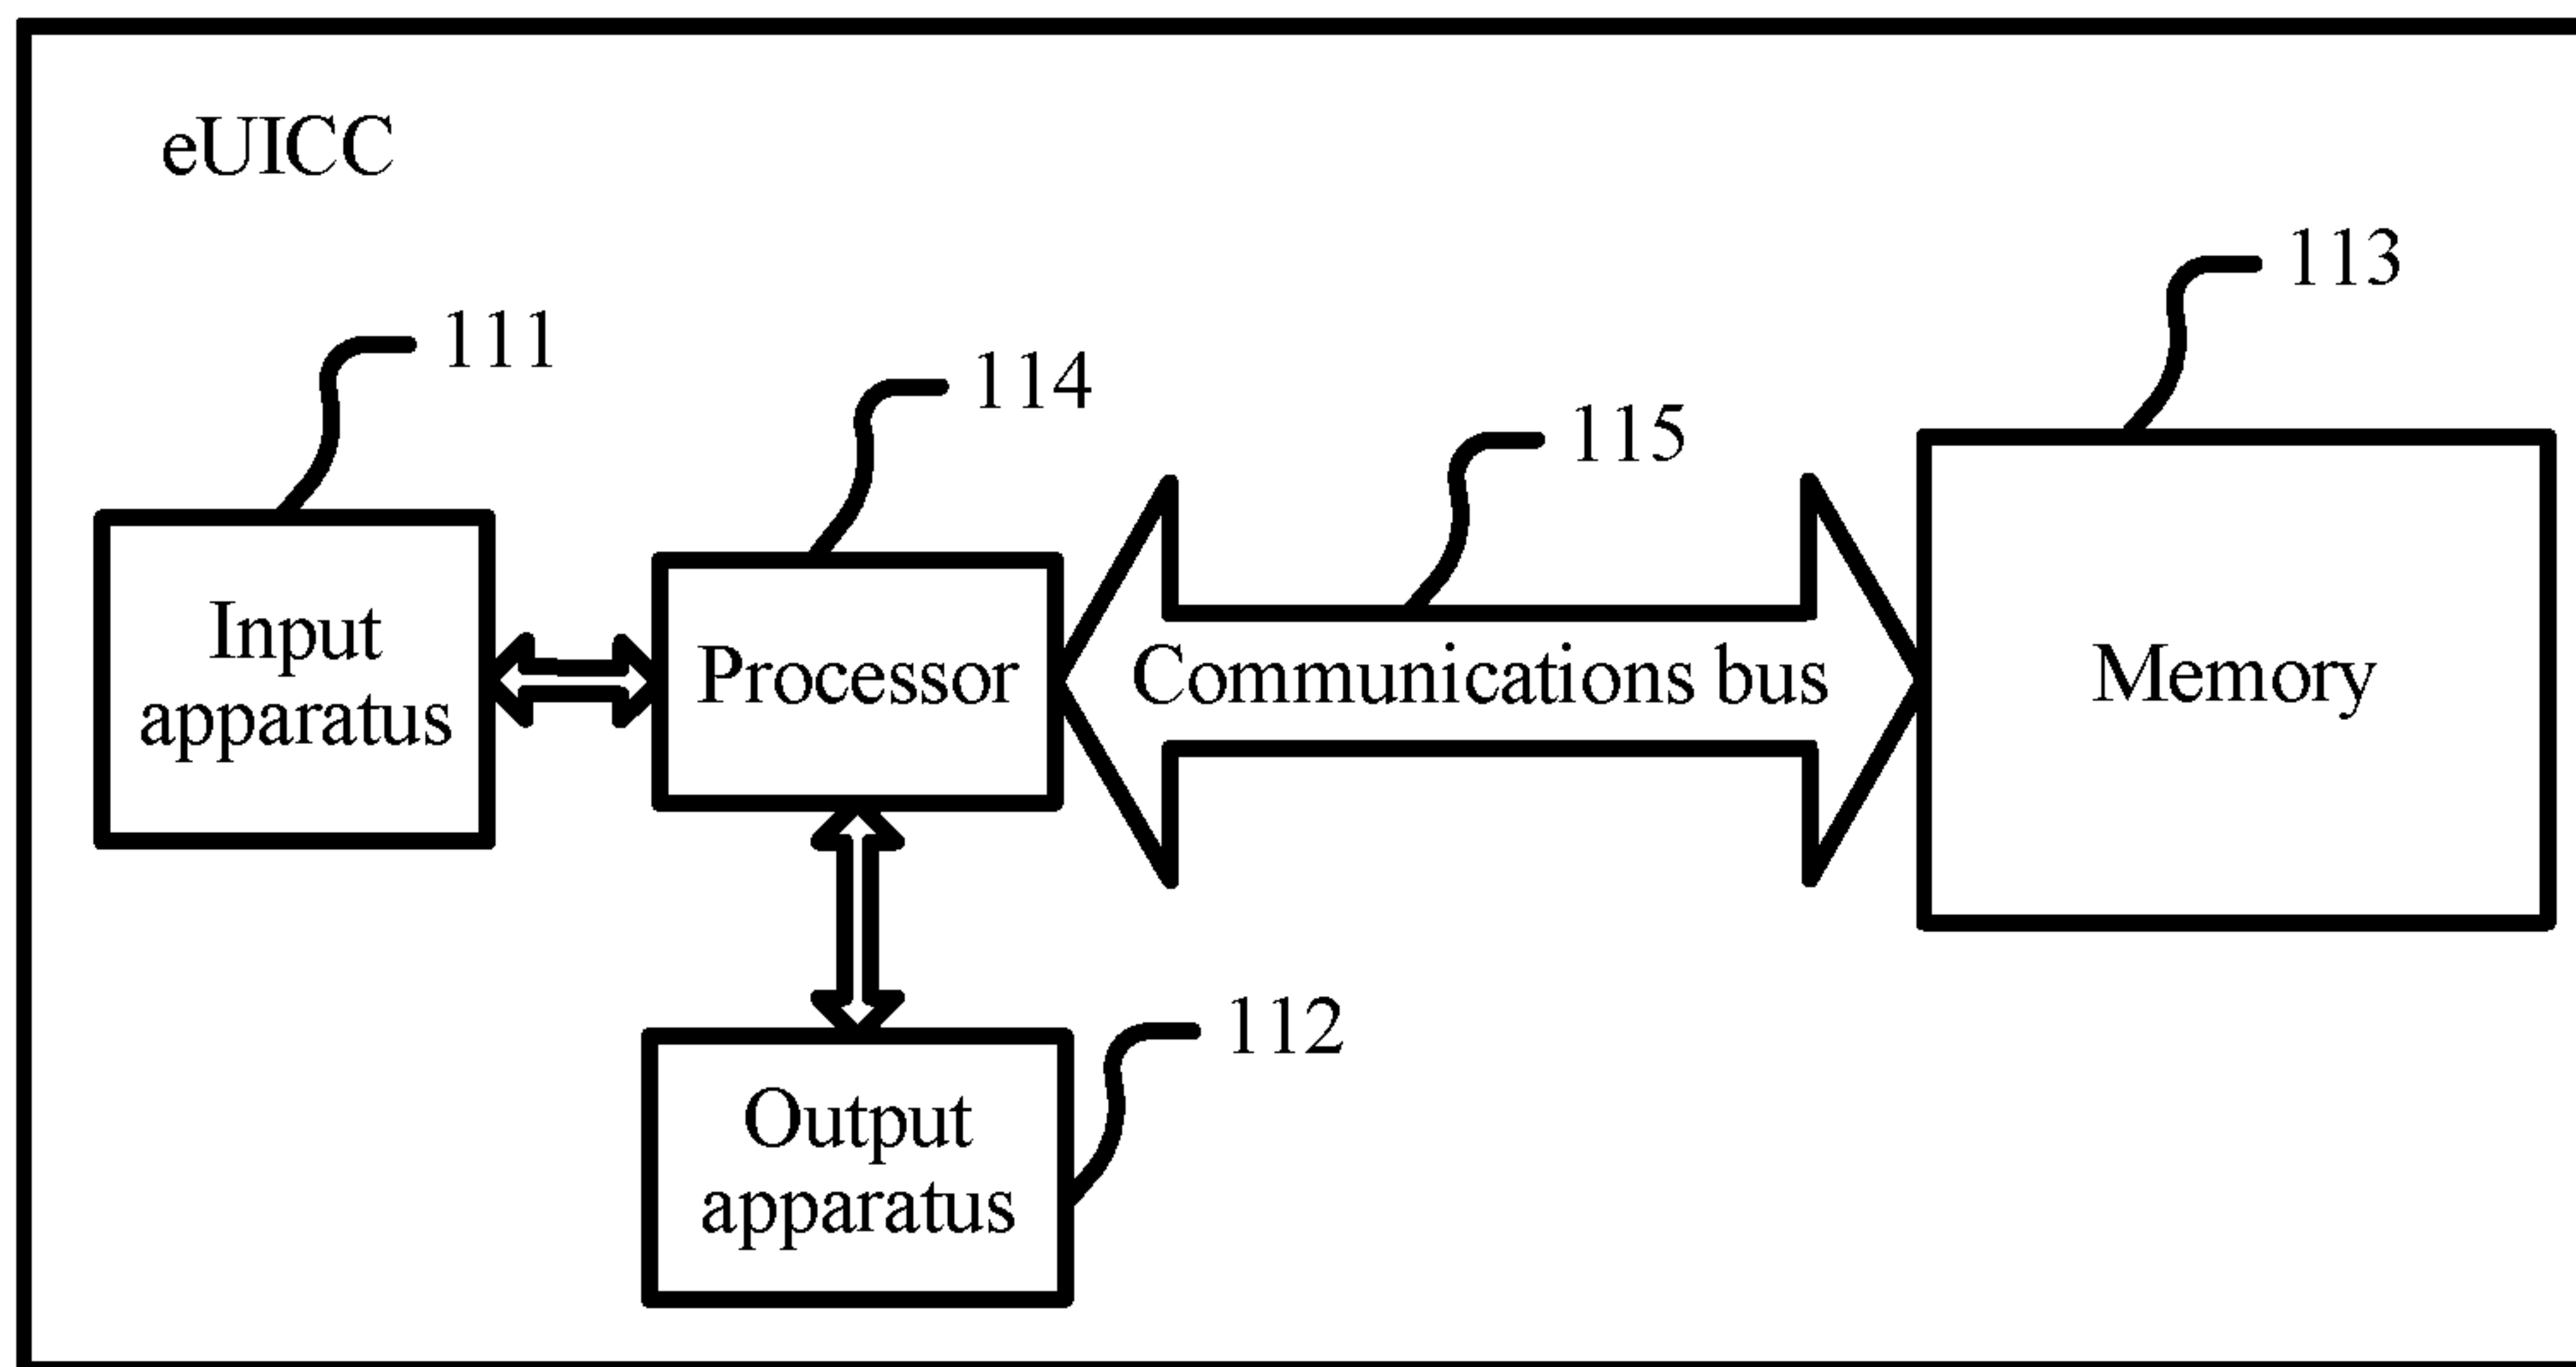 eUICC
113
111
114
115
Input
apparatus
Processor
Communications bus
Memory
112
Output
apparatus